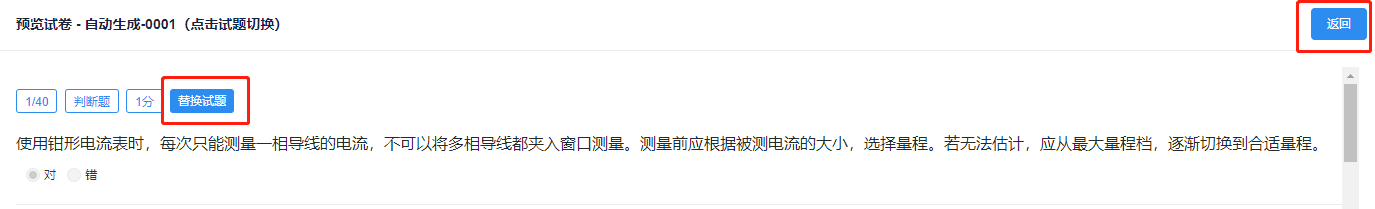 预览试卷 - 自动生成-0001（点击试题切换）
返回
1/40 判断题 1分 替换试题
使用钳形电流表时，每次只能测量一相导线的电流，不可以将多相导线都夹入窗口测量。测量前应根据被测电流的大小，选择量程。若无法估计，应从最大量程档，逐渐切换到合适量程。
对 错